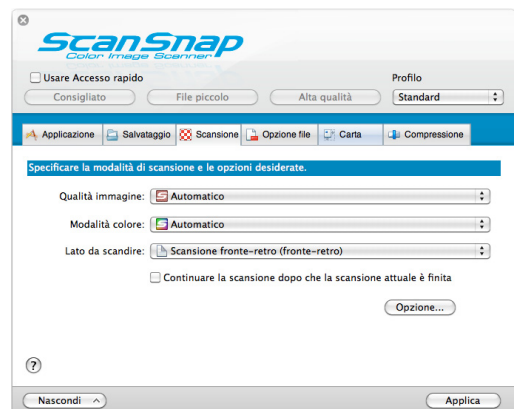 ScanSnap
Color Image Scanner
Usare Accesso rapido
Profilo
Consigliato File piccolo Alta qualità Standard
Applicazione Salvataggio Scansione Opzione file Carta Compressione
Specificare la modalità di scansione e le opzioni desiderate.
Qualità immagine: Automatico
Modalità colore: Automatico
Lato da scandire: Scansione fronte-retro (fronte-retro)
Continuare la scansione dopo che la scansione attuale è finita
Opzione...
?
Nascondi Applica